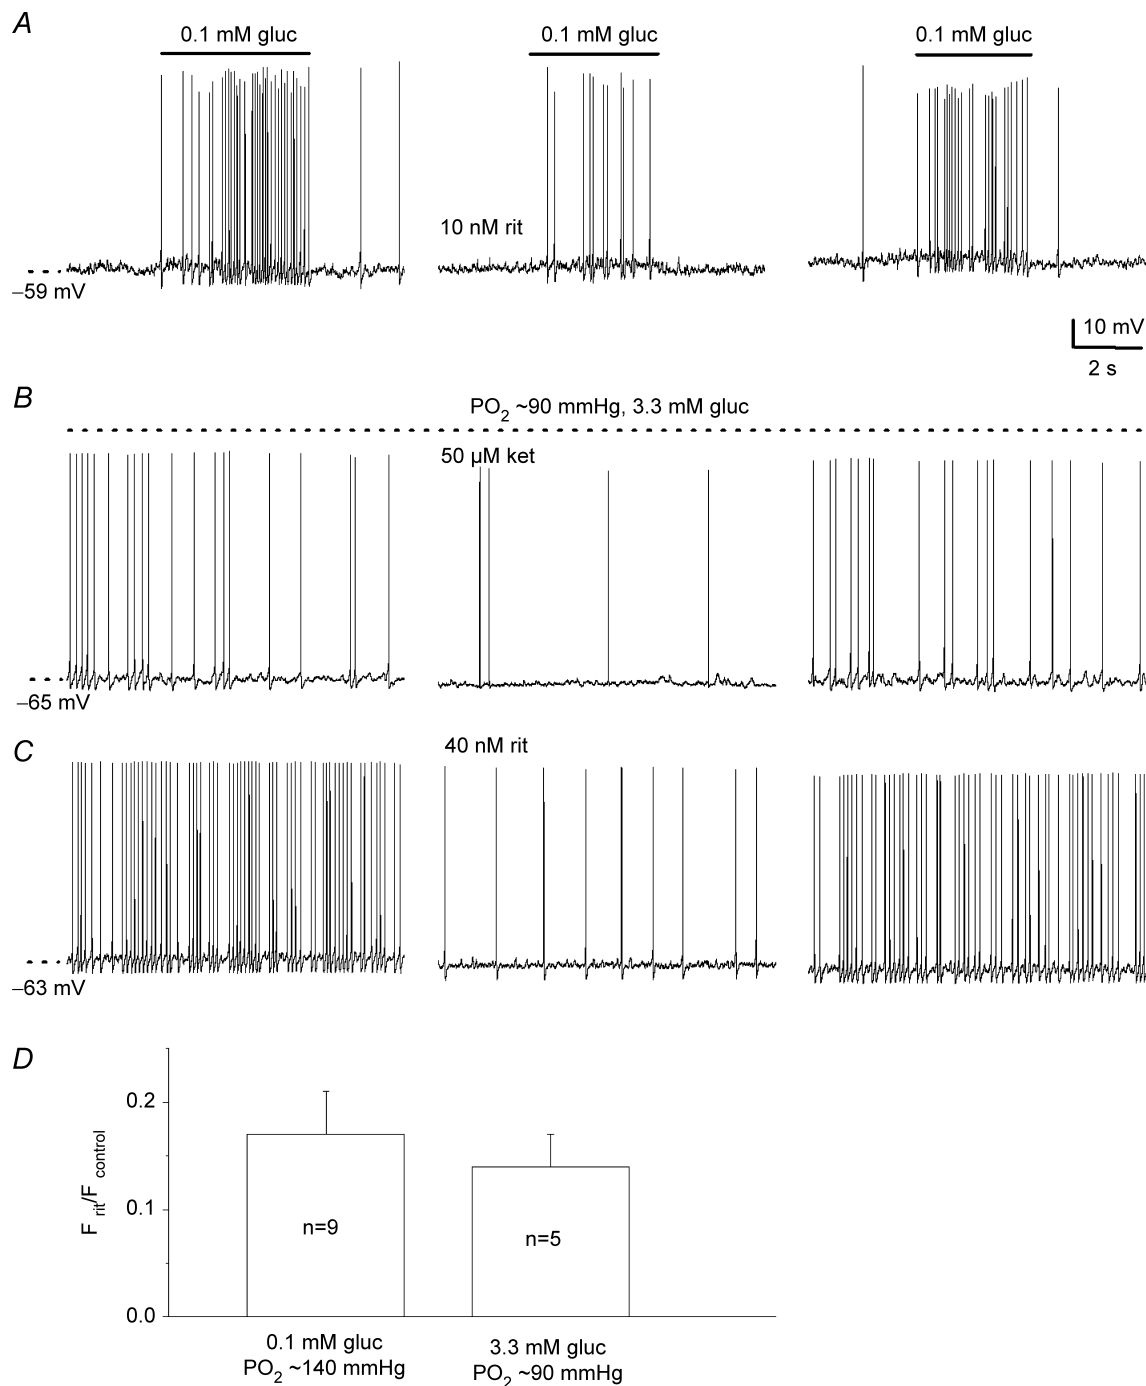 A
0.1 mM gluc
0.1 mM gluc
0.1 mM gluc
10 nM rit
–59 mV
10 mV
2 s
B
PO2 ~90 mmHg, 3.3 mM gluc
50 µM ket
–65 mV
C
40 nM rit
–63 mV
D
0.2
0.1
0.0
F rit/F control
n=9
n=5
0.1 mM gluc
PO2 ~140 mmHg
3.3 mM gluc
PO2 ~90 mmHg